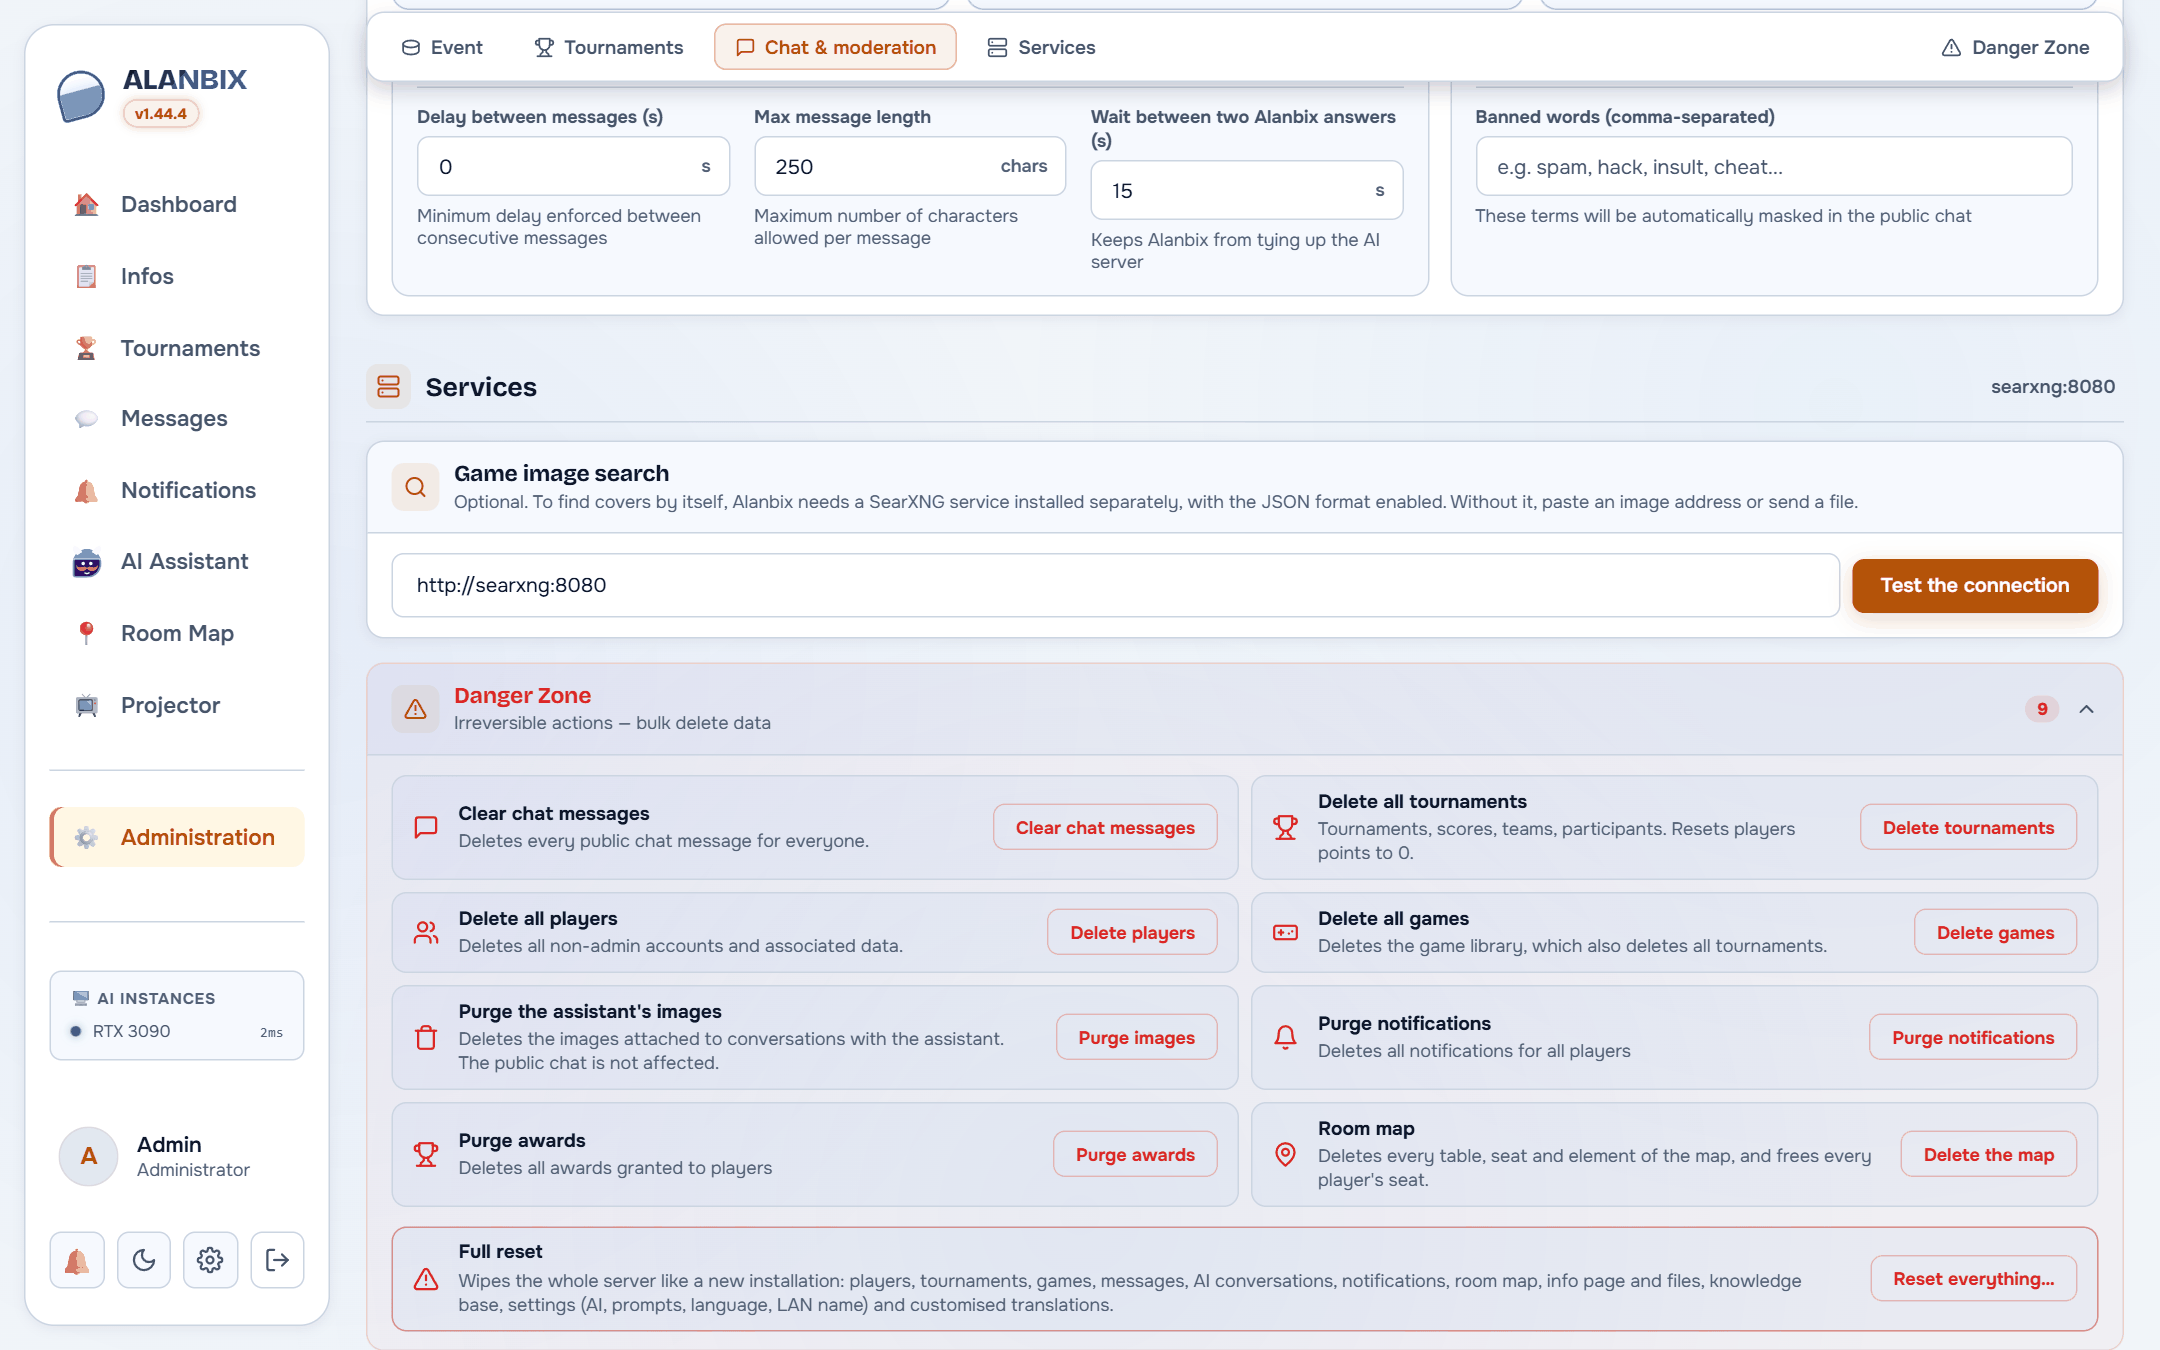 ALANBIX
v1.44.4
Dashboard
Infos
Tournaments
Messages
Notifications
AI Assistant
Room Map
Projector
Administration
AI INSTANCES
RTX 3090 2ms
A
Admin
Administrator
Event
Tournaments
Chat & moderation
Services
Danger Zone
Delay between messages (s)
0 s
Minimum delay enforced between
consecutive messages
Max message length
250 chars
Maximum number of characters
allowed per message
Wait between two Alanbix answers
(s)
15 s
Keeps Alanbix from tying up the AI
server
Banned words (comma-separated)
e.g. spam, hack, insult, cheat...
These terms will be automatically masked in the public chat
Services
searxng:8080
Game image search
Optional. To find covers by itself, Alanbix needs a SearXNG service installed separately, with the JSON format enabled. Without it, paste an image address or send a file.
http://searxng:8080
Test the connection
Danger Zone
Irreversible actions — bulk delete data
9
Clear chat messages
Deletes every public chat message for everyone.
Clear chat messages
Delete all tournaments
Tournaments, scores, teams, participants. Resets players
points to 0.
Delete tournaments
Delete all players
Deletes all non-admin accounts and associated data.
Delete players
Delete all games
Deletes the game library, which also deletes all tournaments.
Delete games
Purge the assistant's images
Deletes the images attached to conversations with the assistant.
The public chat is not affected.
Purge images
Purge notifications
Deletes all notifications for all players
Purge notifications
Purge awards
Deletes all awards granted to players
Purge awards
Room map
Deletes every table, seat and element of the map, and frees every
player's seat.
Delete the map
Full reset
Wipes the whole server like a new installation: players, tournaments, games, messages, AI conversations, notifications, room map, info page and files, knowledge
base, settings (AI, prompts, language, LAN name) and customised translations.
Reset everything...